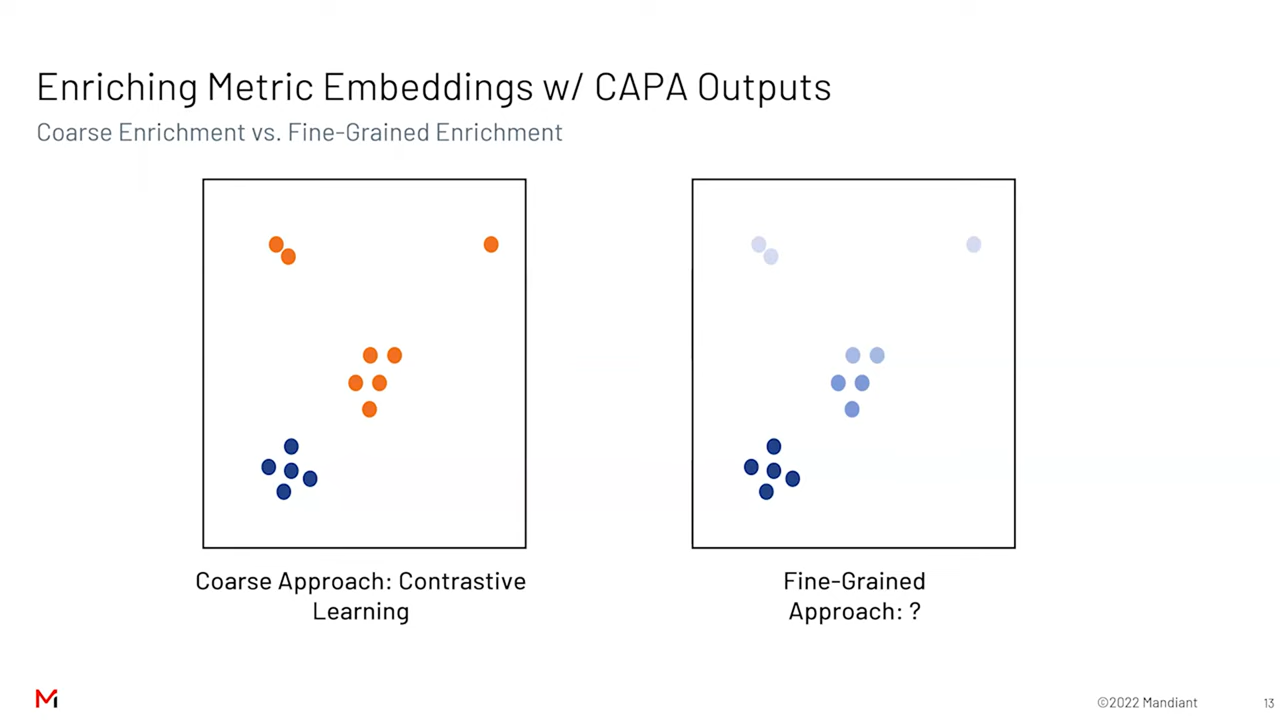 Enriching Metric Embeddings w/ CAPA Outputs
Coarse Enrichment vs. Fine-Grained Enrichment
Coarse Approach: Contrastive
Learning
Fine-Grained
Approach: ?
©2022 Mandiant
13